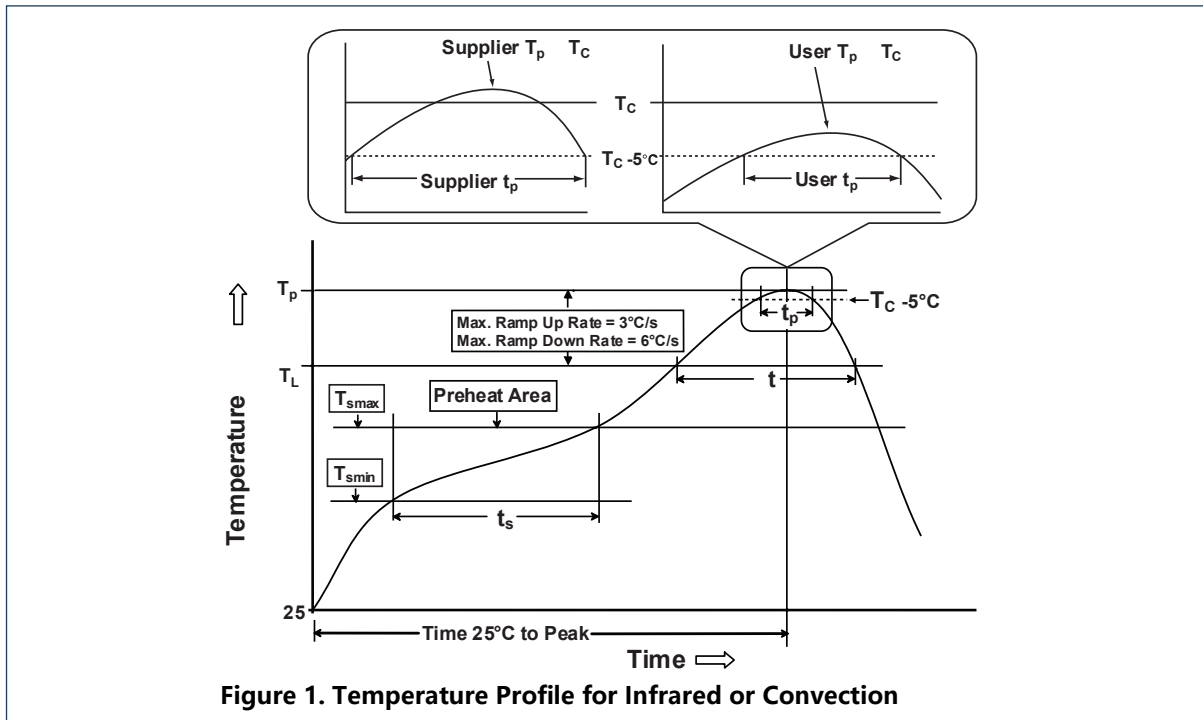 Supplier Tp TC
User Tp TC
TC
TC -5°C
Supplier tp
User tp
Tp
TC -5°C
tp
Max. Ramp Up Rate = 3°C/s
Max. Ramp Down Rate = 6°C/s
TL
t
Tsmax
Preheat Area
Tsmin
ts
Temperature
25
Time 25°C to Peak
Time
Figure 1. Temperature Profile for Infrared or Convection